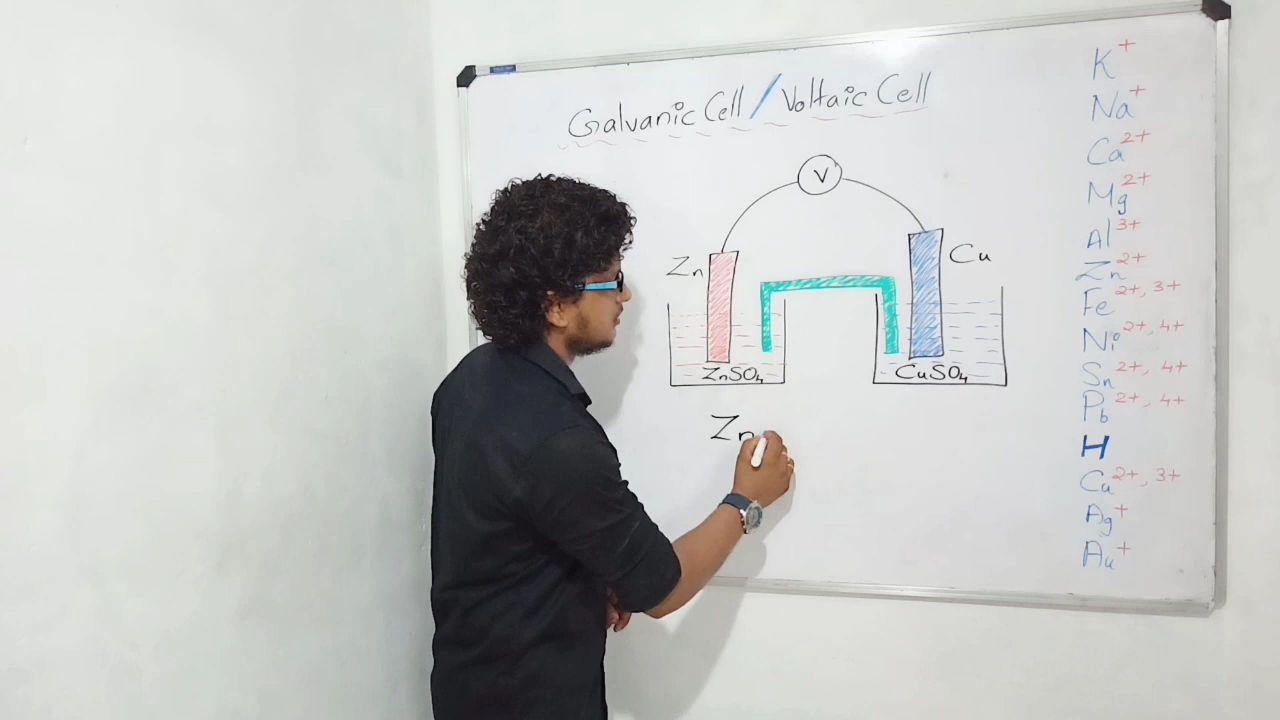 Galvanic Cell / Voltaic Cell
V
Zn
Cu
ZnSO₄
CuSO₄
Zn
K⁺
Na⁺
Ca²⁺
Mg²⁺
Al³⁺
Zn²⁺
Fe²⁺, ³⁺
Ni²⁺, ⁴⁺
Sn²⁺, ⁴⁺
Pb²⁺, ⁴⁺
H
Cu²⁺, ³⁺
Ag⁺
Au⁺